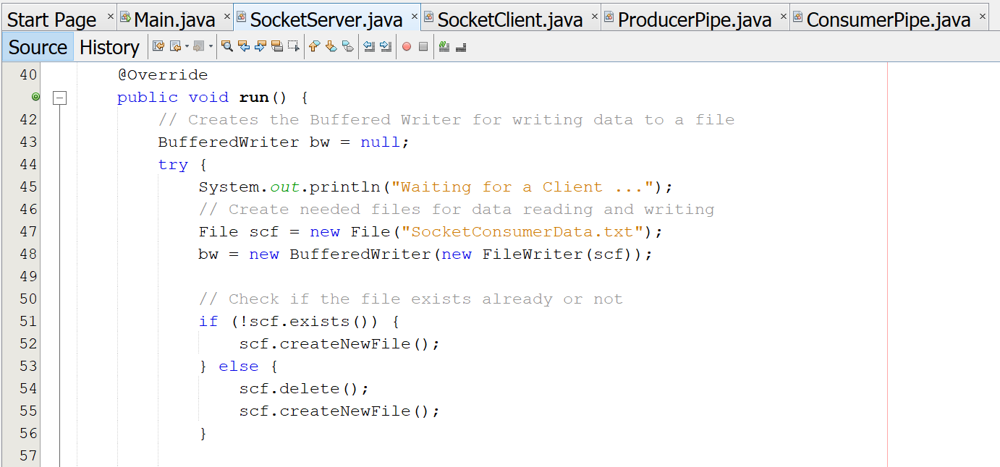 Start Page × Main.java × SocketServer.java × SocketClient.java × ProducerPipe.java × ConsumerPipe.java ×
Source History
40 @Override
public void run() {
42 // Creates the Buffered Writer for writing data to a file
43 BufferedWriter bw = null;
44 try {
45 System.out.println("Waiting for a Client ...");
46 // Create needed files for data reading and writing
47 File scf = new File("SocketConsumerData.txt");
48 bw = new BufferedWriter(new FileWriter(scf));
49
50 // Check if the file exists already or not
51 if (!scf.exists()) {
52 scf.createNewFile();
53 } else {
54 scf.delete();
55 scf.createNewFile();
56 }
57